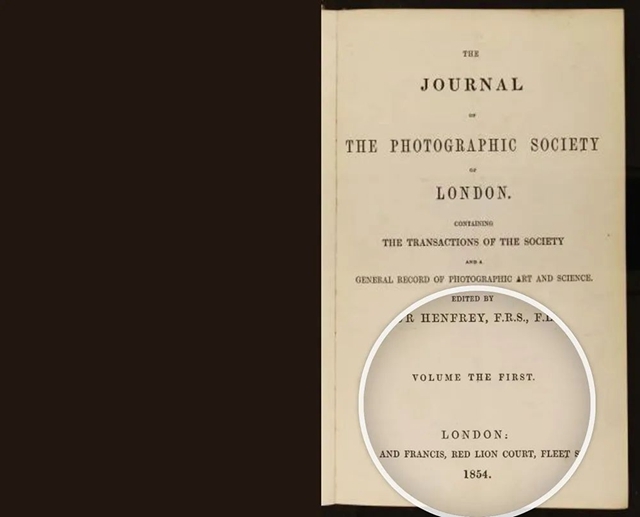 THE
JOURNAL
OF
THE PHOTOGRAPHIC SOCIETY
OF
LONDON.
CONTAINING
THE TRANSACTIONS OF THE SOCIETY
AND A
GENERAL RECORD OF PHOTOGRAPHIC ART AND SCIENCE.
EDITED BY
HENFREY, F.R.S.,
VOLUME THE FIRST.
LONDON:
AND FRANCIS, RED LION COURT, FLEET
1854.